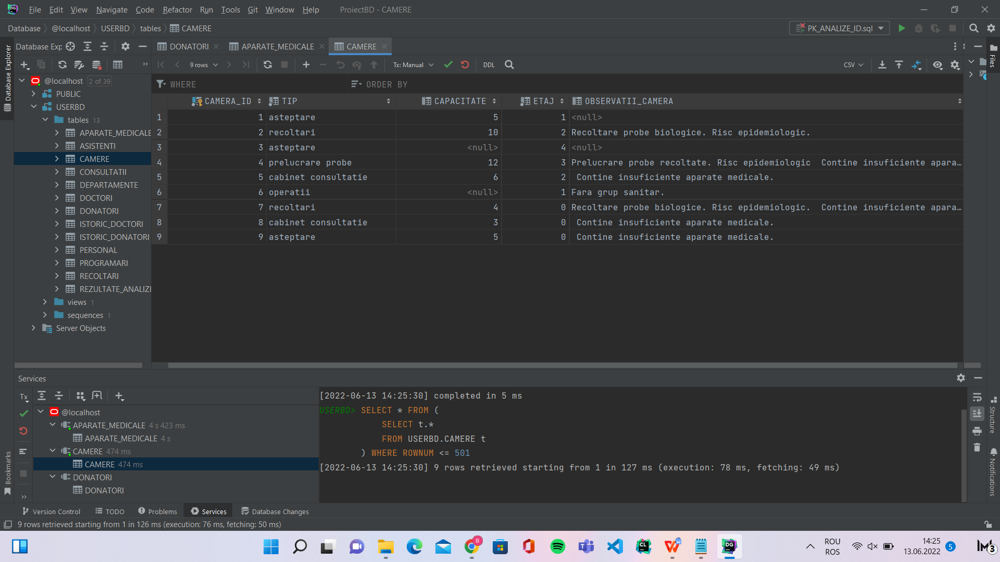 File Edit View Navigate Code Refactor Run Tools Git Window Help ProiectBD - CAMERE
Database @localhost USERBD tables CAMERE PK_ANALIZE_ID.sql
Database Exp DONATORI APARATE_MEDICALE CAMERE
9 rows Tx: Manual DDL CSV
Database Explorer
Files
@localhost 2 of 39
PUBLIC
USERBD
tables 13
APARATE_MEDICALE
ASISTENTI
CAMERE
CONSULTATII
DEPARTAMENTE
DOCTORI
DONATORI
ISTORIC_DOCTORI
ISTORIC_DONATORI
PERSONAL
PROGRAMARI
RECOLTARI
REZULTATE_ANALIZI
views 1
sequences 1
Server Objects
WHERE ORDER BY
CAMERA_ID TIP CAPACITATE ETAJ OBSERVATII_CAMERA
1 1 asteptare 5 1 <null>
2 2 recoltari 10 2 Recoltare probe biologice. Risc epidemiologic.
3 3 asteptare <null> 4 <null>
4 4 prelucrare probe 12 3 Prelucrare probe recoltate. Risc epidemiologic  Contine insuficiente apara…
5 5 cabinet consultatie 6 2 Contine insuficiente aparate medicale.
6 6 operatii <null> 1 Fara grup sanitar.
7 7 recoltari 4 0 Recoltare probe biologice. Risc epidemiologic.  Contine insuficiente apara…
8 8 cabinet consultatie 3 0 Contine insuficiente aparate medicale.
9 9 asteptare 5 0 Contine insuficiente aparate medicale.
Services
Tx
@localhost
APARATE_MEDICALE 4 s 423 ms
APARATE_MEDICALE 4 s
CAMERE 474 ms
CAMERE 474 ms
DONATORI
DONATORI
[2022-06-13 14:25:30] completed in 5 ms
USERBD> SELECT * FROM (
SELECT t.*
FROM USERBD.CAMERE t
) WHERE ROWNUM <= 501
[2022-06-13 14:25:30] 9 rows retrieved starting from 1 in 127 ms (execution: 78 ms, fetching: 49 ms)
Bookmarks
Structure
Notifications
Version Control TODO Problems Services Database Changes
9 rows retrieved starting from 1 in 126 ms (execution: 76 ms, fetching: 50 ms)
ROU
ROS
14:25
13.06.2022
5
3